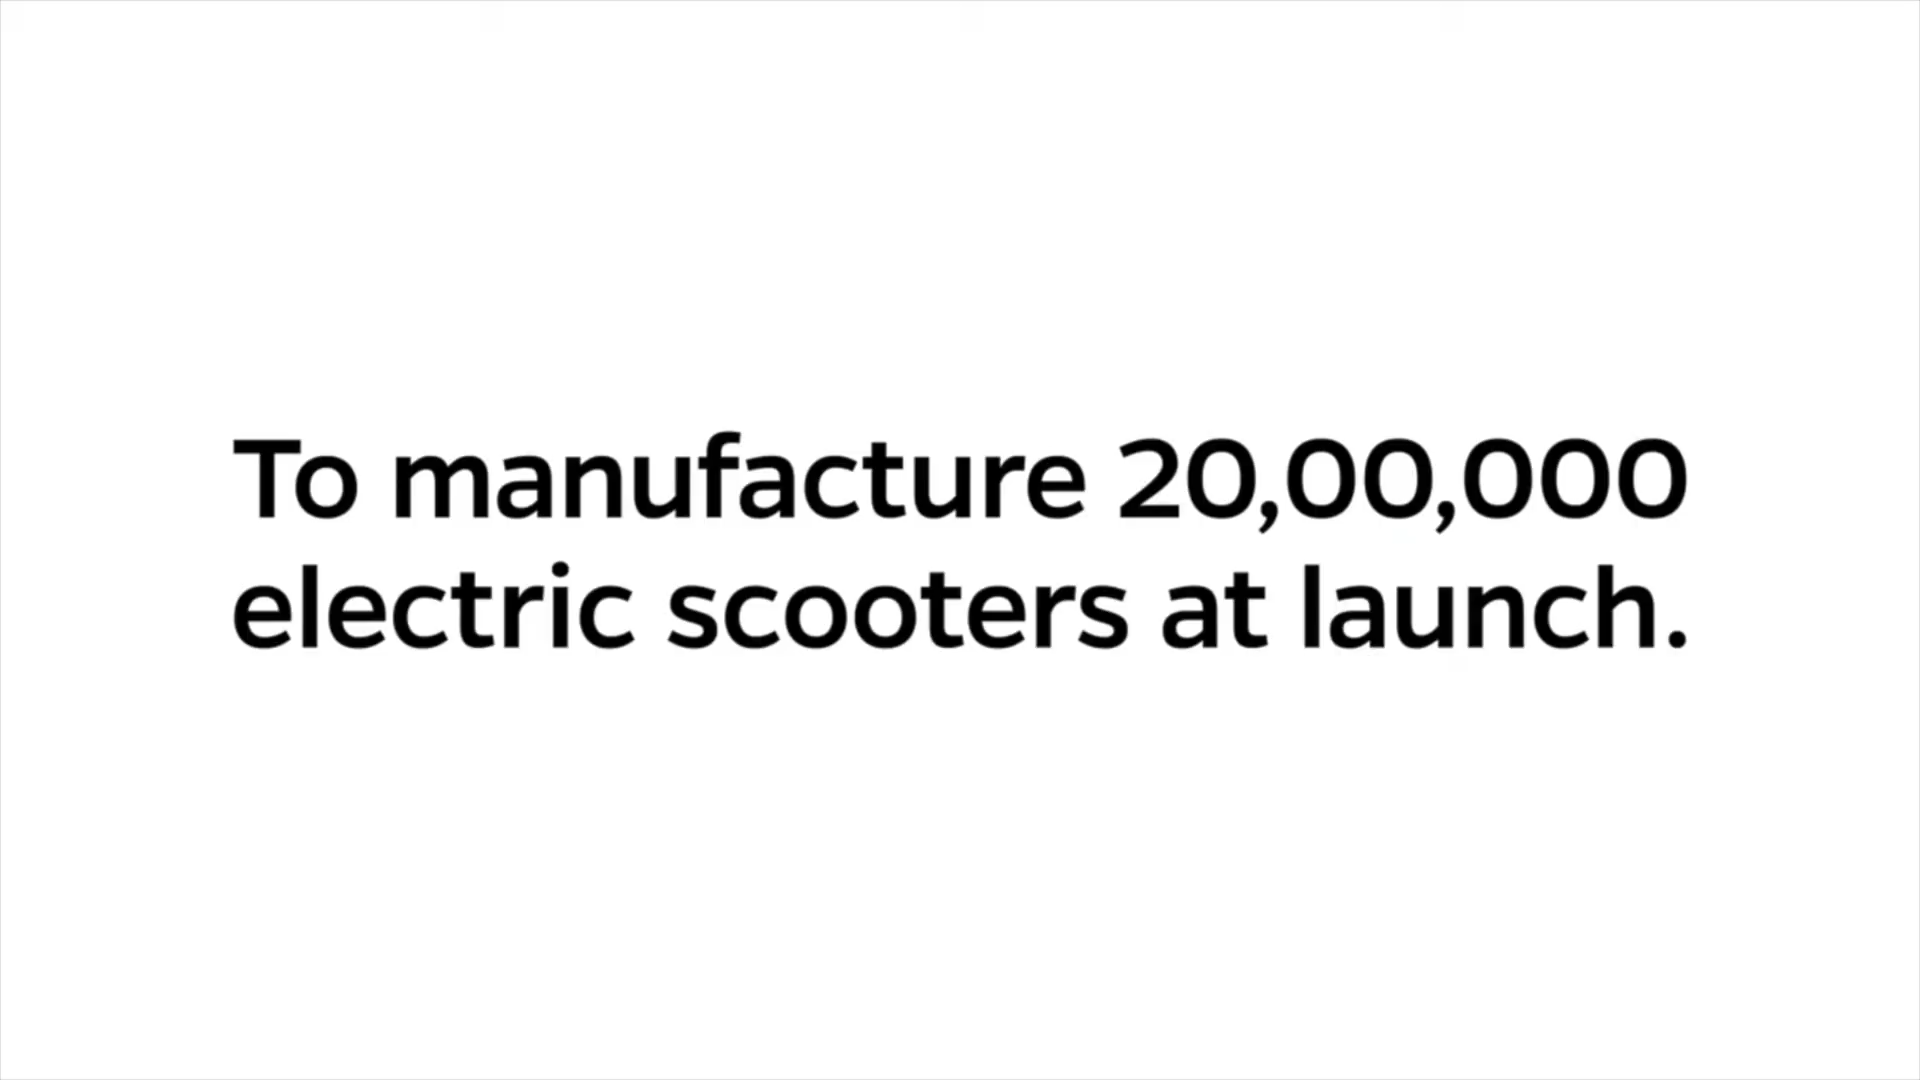 To manufacture 20,00,000
electric scooters at launch.